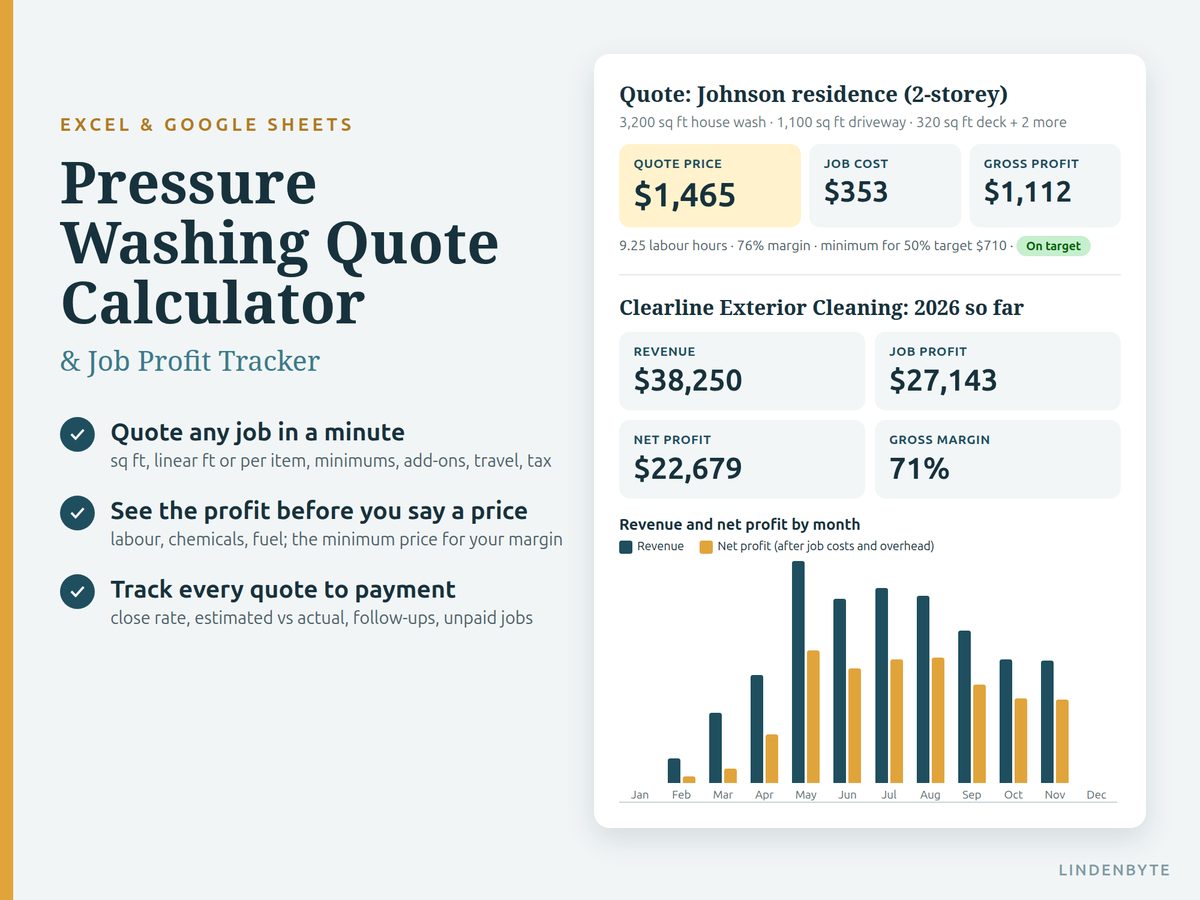 EXCEL & GOOGLE SHEETS
Pressure
Washing Quote
Calculator
& Job Profit Tracker
Quote any job in a minute
sq ft, linear ft or per item, minimums, add-ons, travel, tax
See the profit before you say a price
labour, chemicals, fuel; the minimum price for your margin
Track every quote to payment
close rate, estimated vs actual, follow-ups, unpaid jobs
Quote: Johnson residence (2-storey)
3,200 sq ft house wash · 1,100 sq ft driveway · 320 sq ft deck + 2 more
QUOTE PRICE
$1,465
JOB COST
$353
GROSS PROFIT
$1,112
9.25 labour hours · 76% margin · minimum for 50% target $710 · On target
Clearline Exterior Cleaning: 2026 so far
REVENUE
$38,250
JOB PROFIT
$27,143
NET PROFIT
$22,679
GROSS MARGIN
71%
Revenue and net profit by month
Revenue Net profit (after job costs and overhead)
Jan Feb Mar Apr May Jun Jul Aug Sep Oct Nov Dec
LINDENBYTE